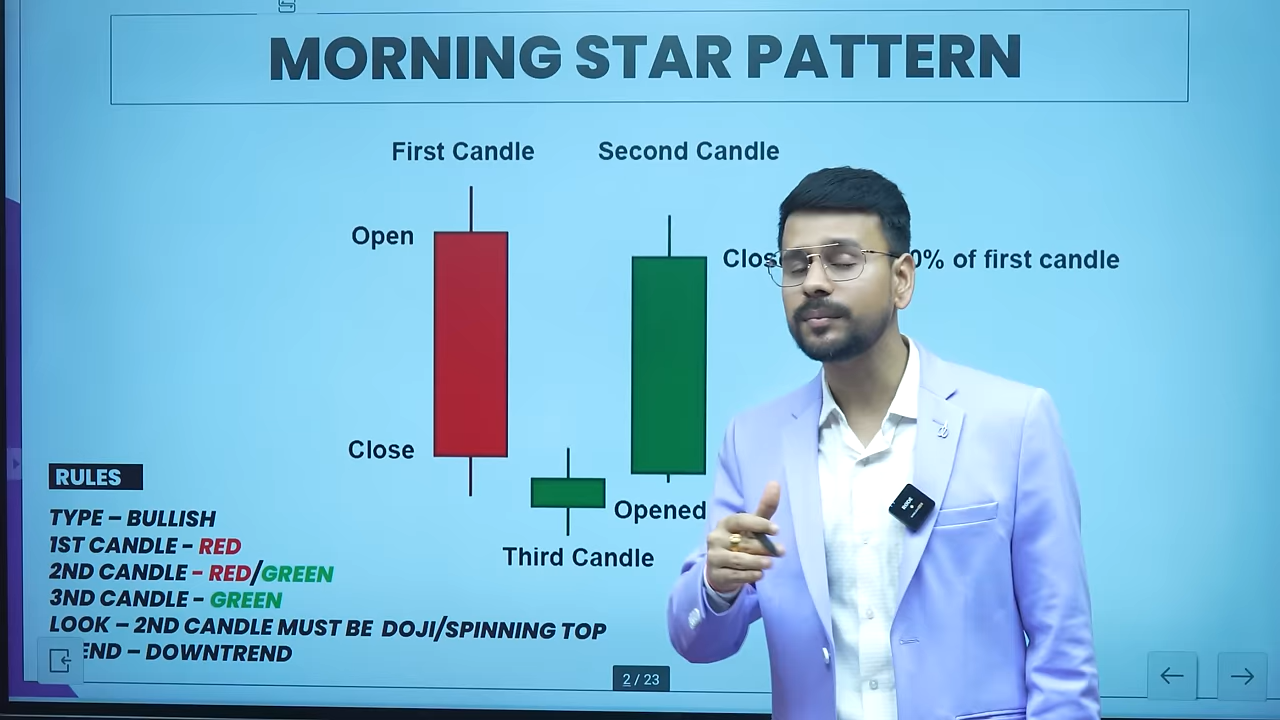 MORNING STAR PATTERN
First Candle
Second Candle
Open
0% of first candle
Close
Opened
Third Candle
RULES
TYPE – BULLISH
1ST CANDLE – RED
2ND CANDLE – RED/GREEN
3ND CANDLE – GREEN
LOOK – 2ND CANDLE MUST BE DOJI/SPINNING TOP
– DOWNTREND
2 / 23